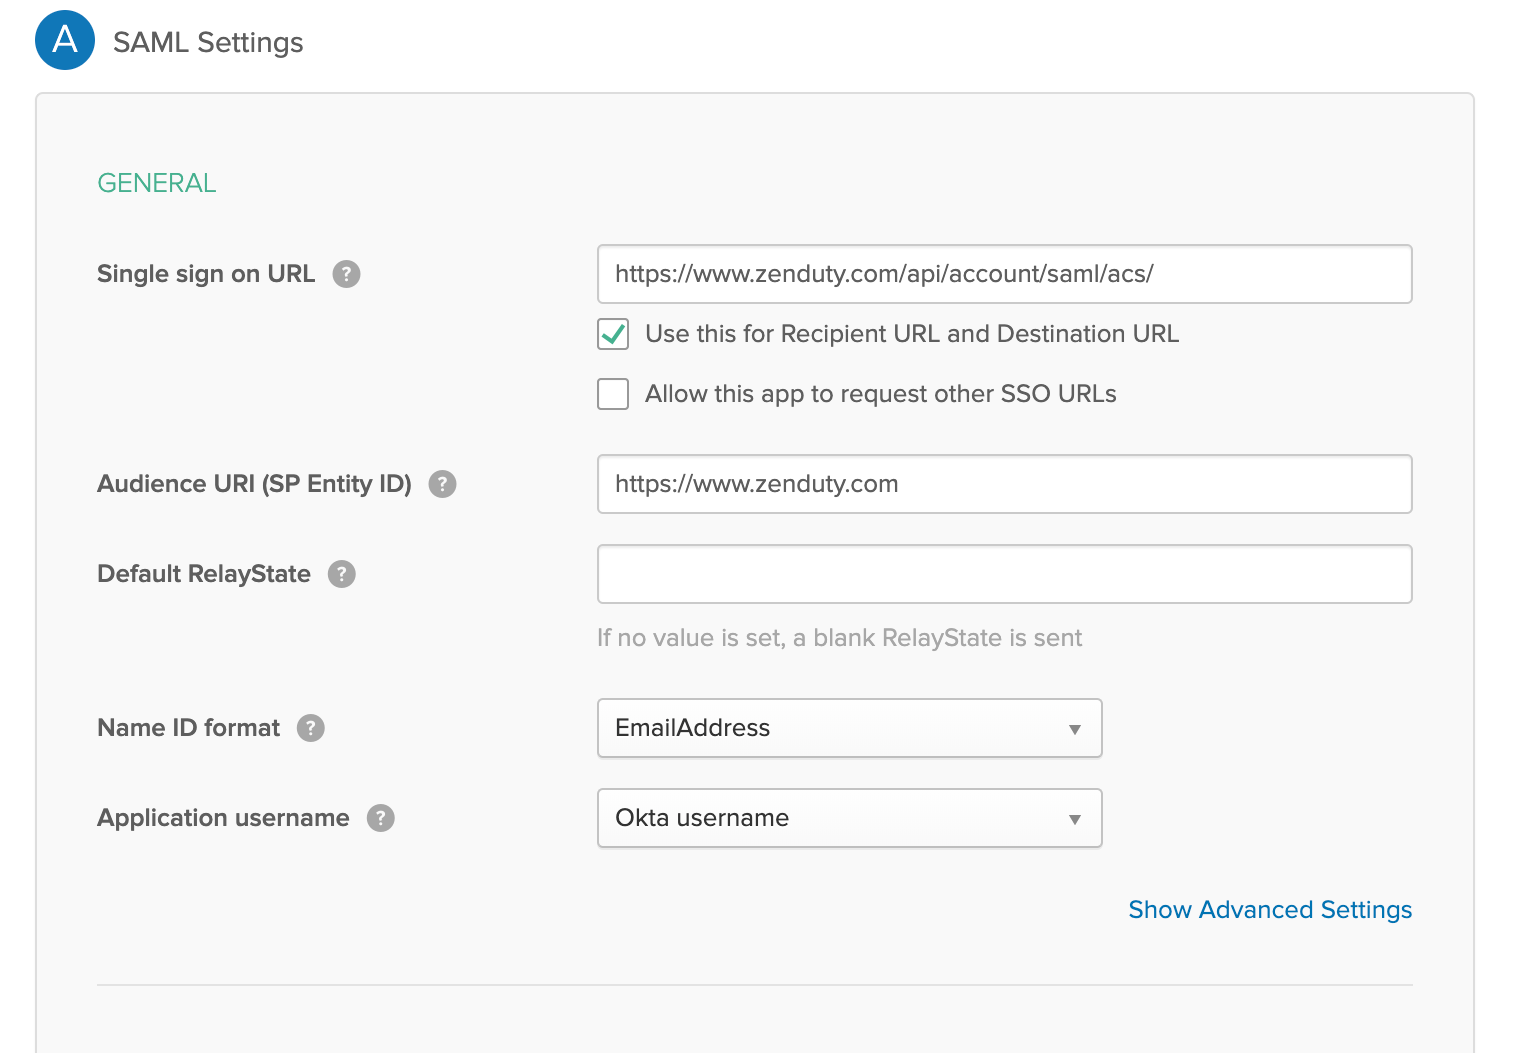 A SAML Settings
GENERAL
Single sign on URL ? https://www.zenduty.com/api/account/saml/acs/
Use this for Recipient URL and Destination URL
Allow this app to request other SSO URLs
Audience URI (SP Entity ID) ? https://www.zenduty.com
Default RelayState ?
If no value is set, a blank RelayState is sent
Name ID format ? EmailAddress
Application username ? Okta username
Show Advanced Settings